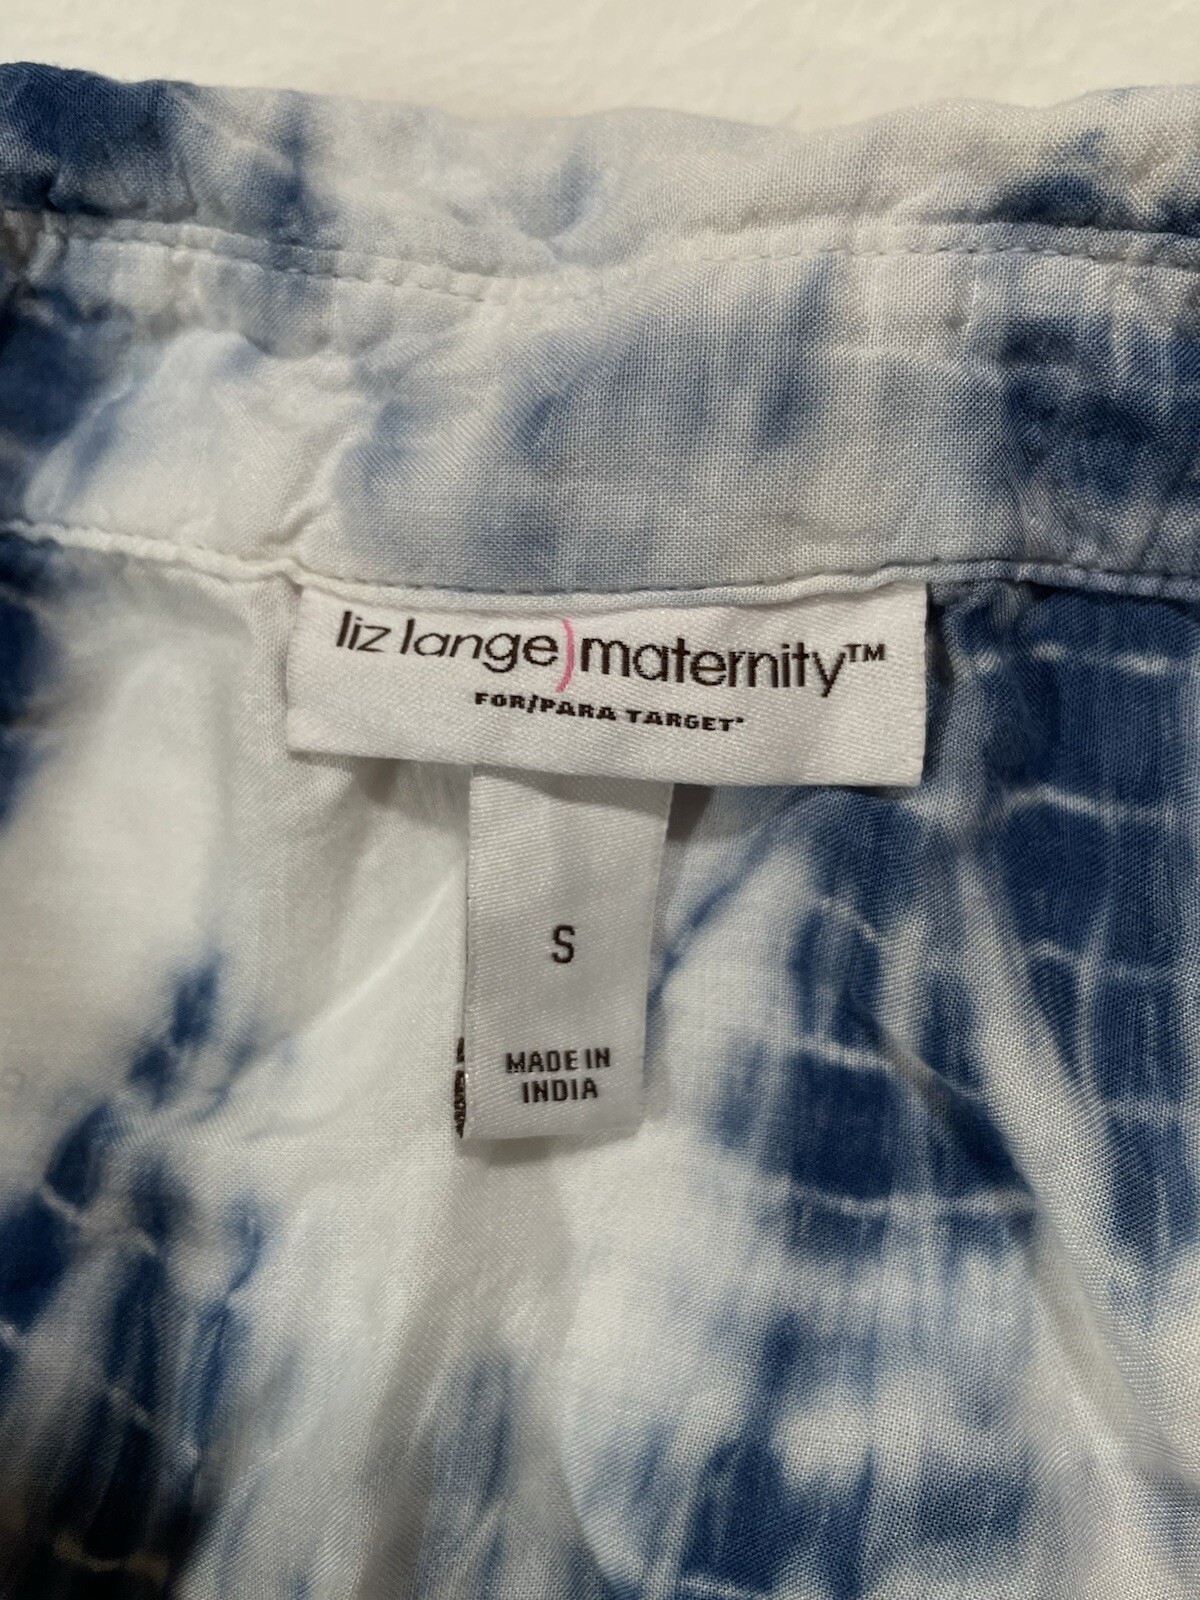 liz lange)maternity™
FOR/PARA TARGET®
S
MADE IN
INDIA